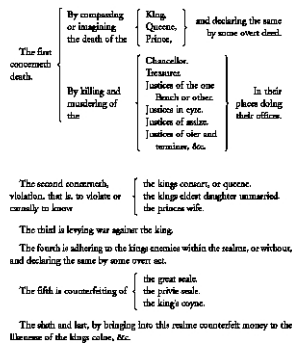 The first
concerneth
death.
By compassing
or imagining
the death of the
King,
Queene,
Prince,
and declaring the same
by some overt deed.
By killing and
murdering of
the
Chancellor.
Treasurer.
Justices of the one
Bench or other.
Justices in eyre.
Justices of assize.
Justices of oier and
terminer, &c.
In their
places doing
their offices.
The second concerneth,
violation, that is, to violate or
carnally to know
the kings consort, or queene.
the kings eldest daughter unmarried.
the princes wife.
The third is levying war against the king.
The fourth is adhering to the kings enemies within the realme, or without,
and declaring the same by some overt act.
The fifth is counterfeiting of
the great seale.
the privie seale.
the king's coyne.
The sixth and last, by bringing into this realme counterfeit money to the
likenesse of the kings coine, &c.